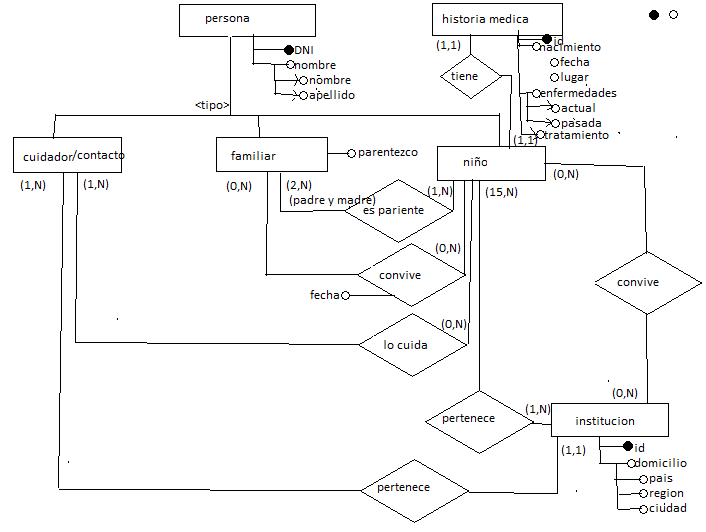 persona
DNI
nombre
nombre
apellido
<tipo>
historia medica
id
nacimiento
fecha
lugar
enfermedades
actual
pasada
tratamiento
(1,1)
tiene
(1,1)
cuidador/contacto
(1,N)
(1,N)
familiar
parentezco
(0,N)
(2,N)
(padre y madre)
niño
(1,N)
(15,N)
(0,N)
es pariente
(0,N)
convive
fecha
(0,N)
lo cuida
convive
(0,N)
pertenece
(1,N)
institucion
(1,1)
id
domicilio
pais
region
ciudad
pertenece